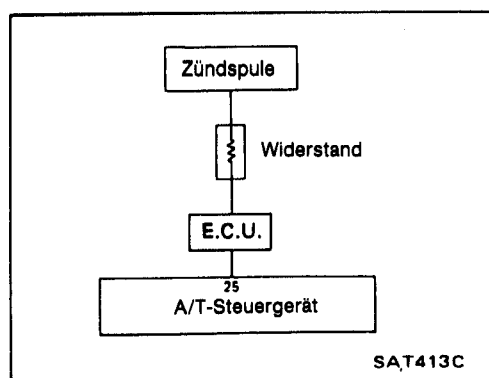 Zündspule
Widerstand
E.C.U.
25
A/T-Steuergerät
SAT413C